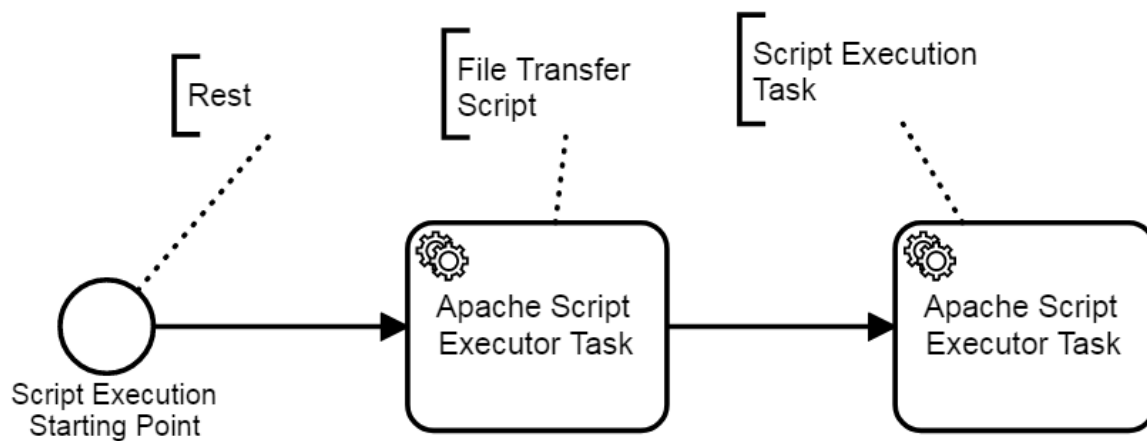 Rest
File Transfer
Script
Script Execution
Task
Apache Script
Executor Task
Apache Script
Executor Task
Script Execution
Starting Point